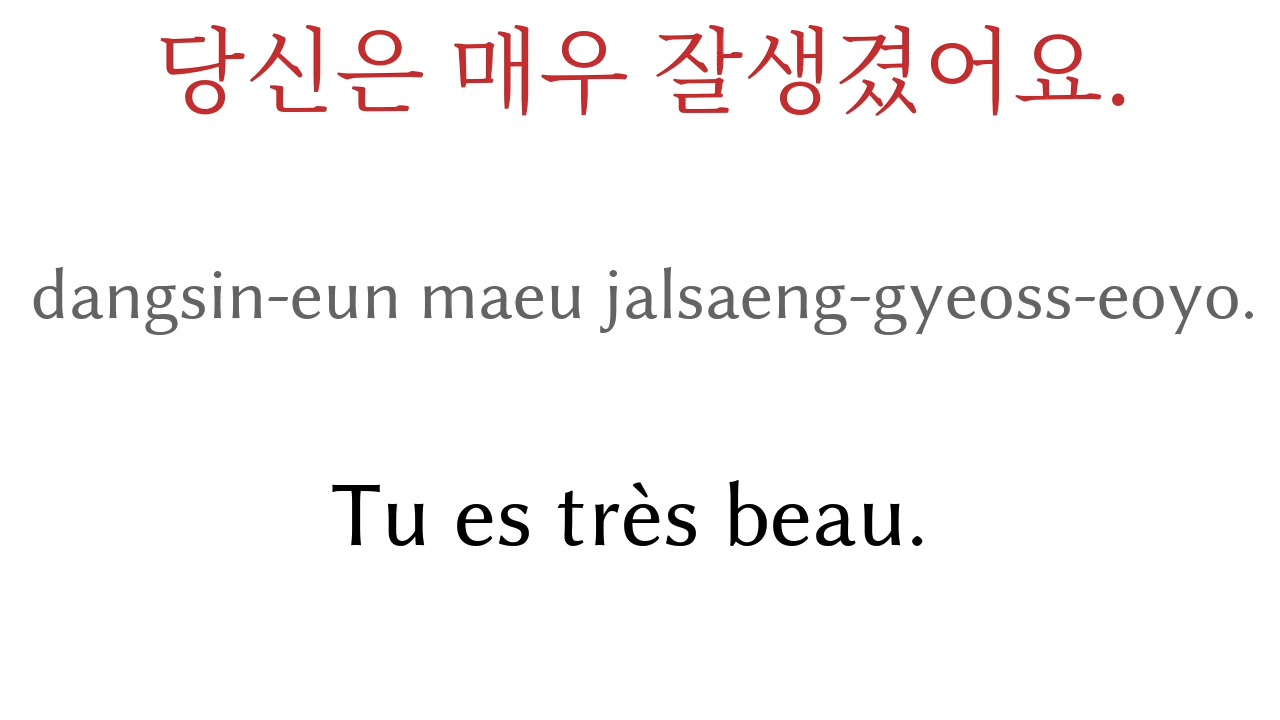 당신은 매우 잘생겼어요.
dangsin-eun maeu jalsaeng-gyeoss-eoyo.
Tu es très beau.